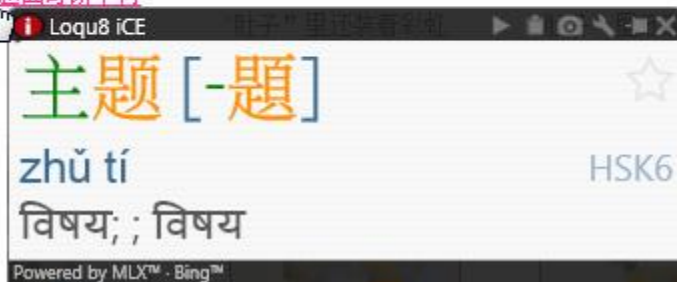 Loqu8 iCE
主题 [-題]
zhǔ tí
HSK6
विषय; ; विषय
Powered by MLX™ · Bing™